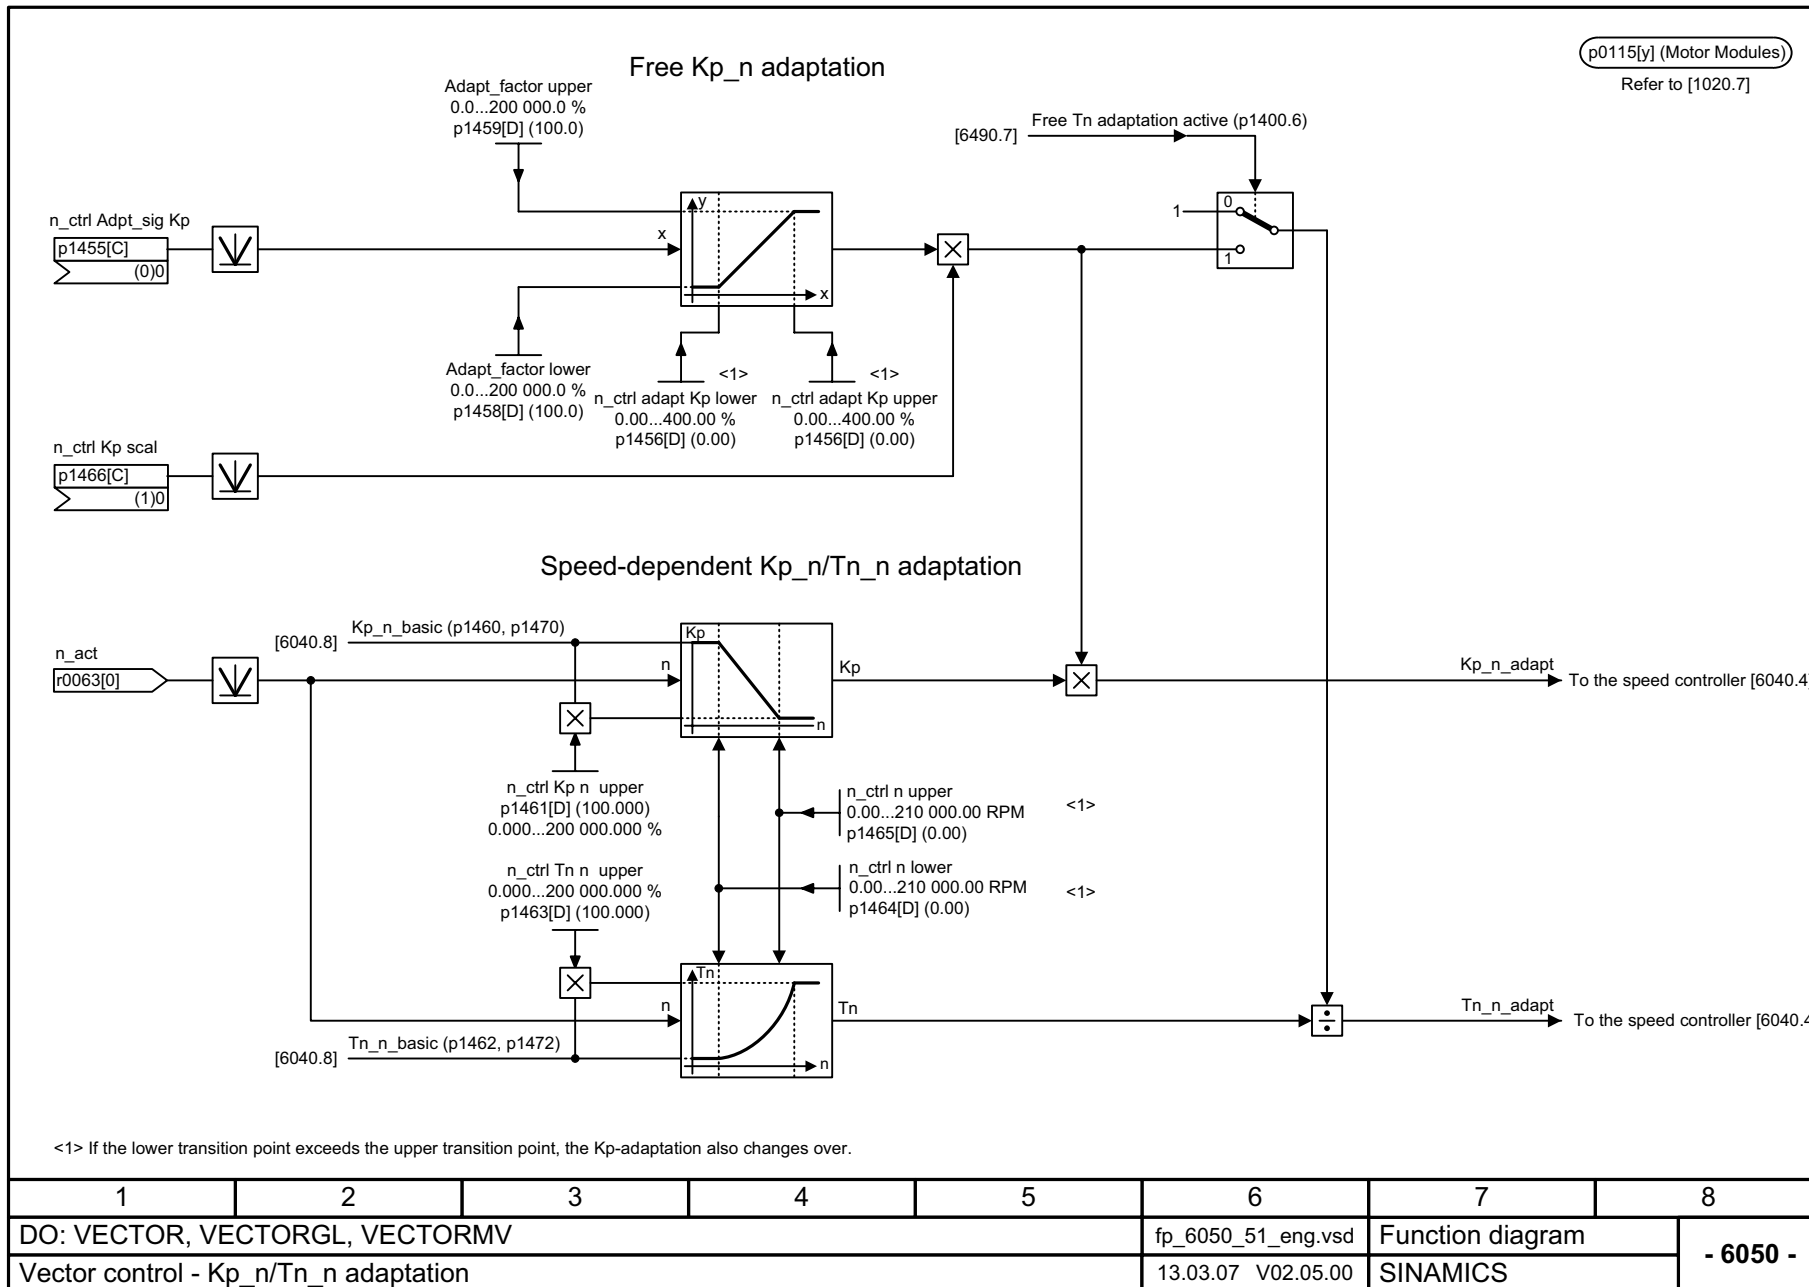 Free Kp_n adaptation
p0115[y] (Motor Modules)
Refer to [1020.7]
Adapt_factor upper
0.0...200 000.0 %
p1459[D] (100.0)
Free Tn adaptation active (p1400.6)
[6490.7]
n_ctrl Adpt_sig Kp
p1455[C]
(0)0
x
y
x
1
0
1
Adapt_factor lower
0.0...200 000.0 %
p1458[D] (100.0)
<1>
n_ctrl adapt Kp lower
0.00...400.00 %
p1456[D] (0.00)
<1>
n_ctrl adapt Kp upper
0.00...400.00 %
p1456[D] (0.00)
n_ctrl Kp scal
p1466[C]
(1)0
Speed-dependent Kp_n/Tn_n adaptation
[6040.8]
Kp_n_basic (p1460, p1470)
n_act
r0063[0]
n
Kp
n
Kp
Kp_n_adapt
To the speed controller [6040.4]
n_ctrl Kp n upper
p1461[D] (100.000)
0.000...200 000.000 %
n_ctrl n upper
0.00...210 000.00 RPM
p1465[D] (0.00)
<1>
n_ctrl Tn n upper
0.000...200 000.000 %
p1463[D] (100.000)
n_ctrl n lower
0.00...210 000.00 RPM
p1464[D] (0.00)
<1>
n
Tn
n
Tn
Tn_n_adapt
To the speed controller [6040.4
[6040.8]
Tn_n_basic (p1462, p1472)
<1> If the lower transition point exceeds the upper transition point, the Kp-adaptation also changes over.
1 2 3 4 5 6 7 8
DO: VECTOR, VECTORGL, VECTORMV
fp_6050_51_eng.vsd
Function diagram
- 6050 -
Vector control - Kp_n/Tn_n adaptation
13.03.07 V02.05.00
SINAMICS